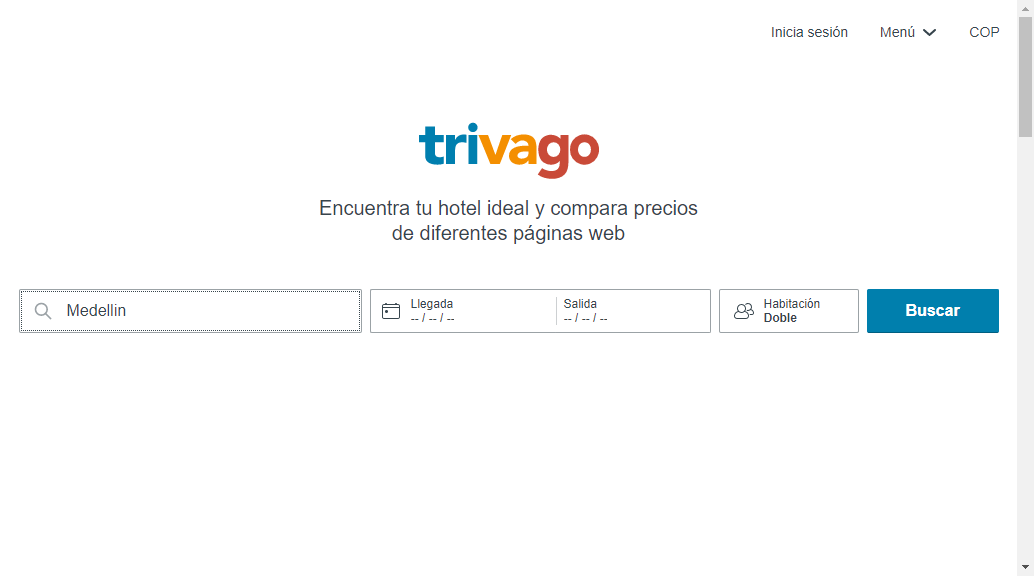 Inicia sesión
Menú
COP
trivago
Encuentra tu hotel ideal y compara precios
de diferentes páginas web
Medellin
Llegada
-- / -- / --
Salida
-- / -- / --
Habitación
Doble
Buscar